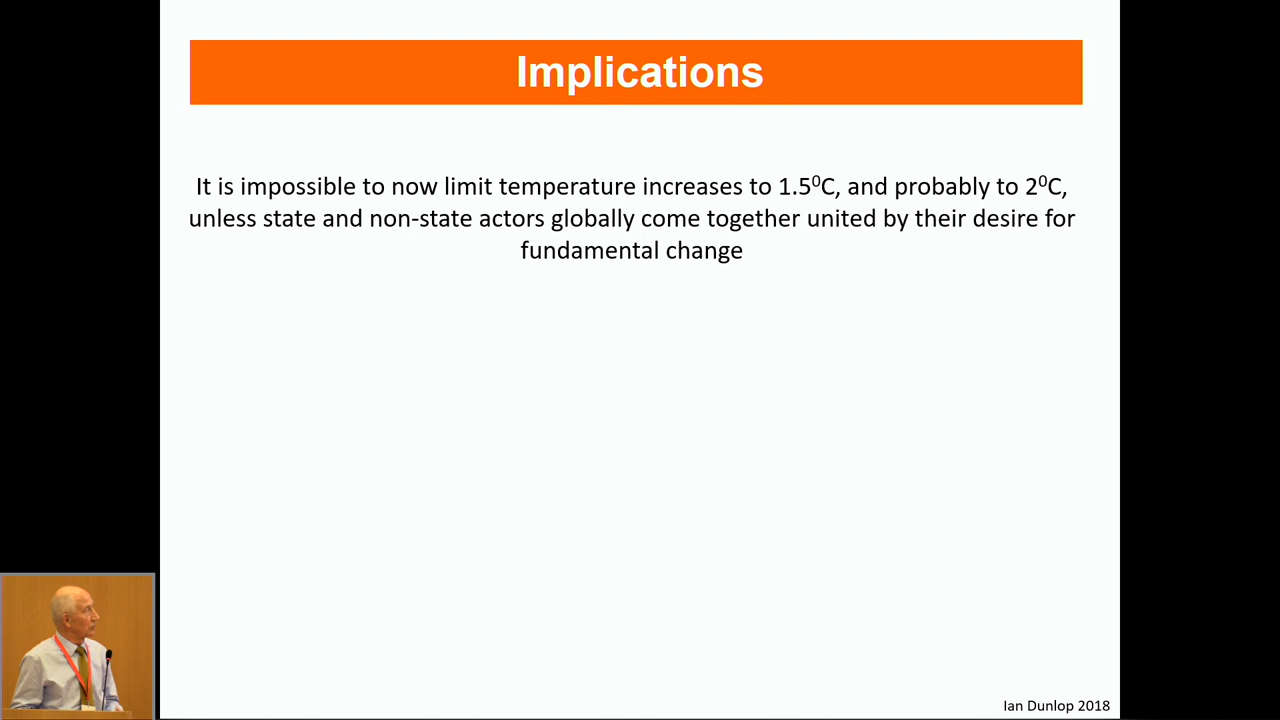 Implications
It is impossible to now limit temperature increases to 1.5⁰C, and probably to 2⁰C,
unless state and non-state actors globally come together united by their desire for
fundamental change
Ian Dunlop 2018